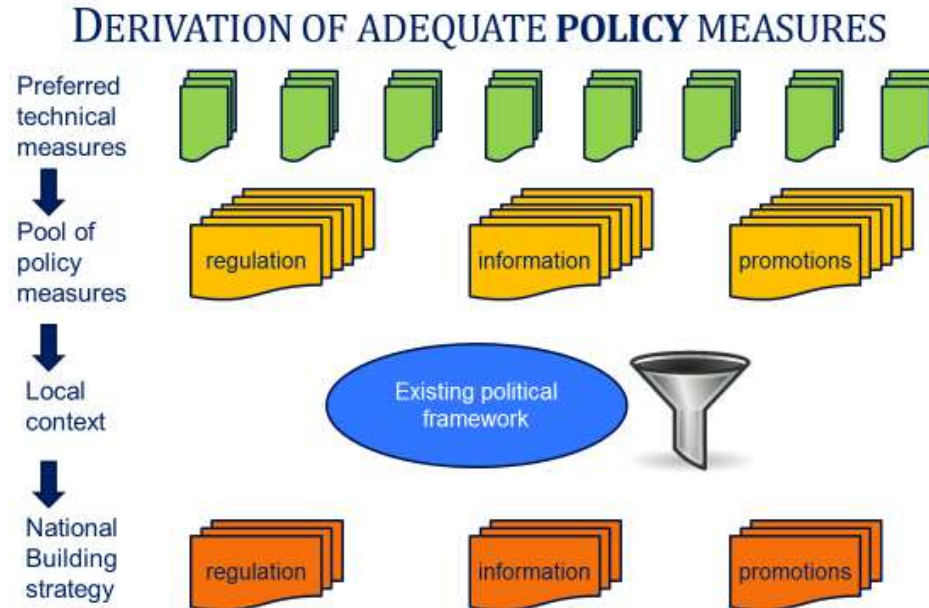 DERIVATION OF ADEQUATE POLICY MEASURES
Preferred
technical
measures
Pool of
policy
measures
regulation
information
promotions
Local
context
Existing political
framework
National
Building
strategy
regulation
information
promotions